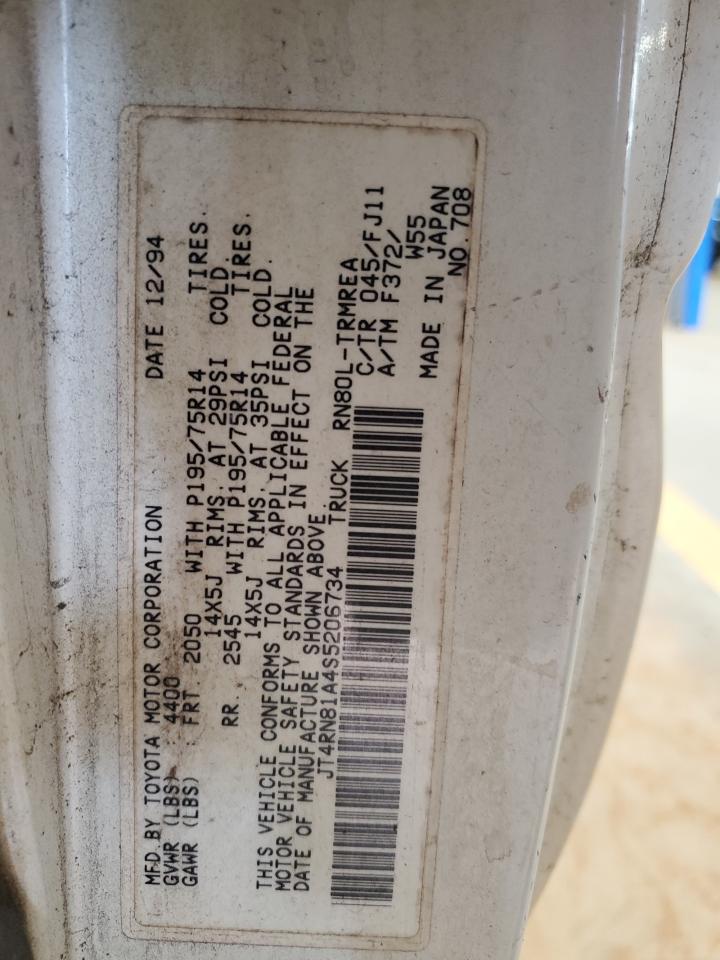 MFD.BY TOYOTA MOTOR CORPORATION DATE 12/94
GVWR (LBS) 4400
GAWR (LBS) FRT. 2050 WITH P195/75R14 TIRES.
14X5J RIMS. AT 29PSI COLD.
RR. 2545 WITH P195/75R14 TIRES.
14X5J RIMS. AT 35PSI COLD.
THIS VEHICLE CONFORMS TO ALL APPLICABLE FEDERAL
MOTOR VEHICLE SAFETY STANDARDS IN EFFECT ON THE
DATE OF MANUFACTURE SHOWN ABOVE.
JT4RN81A4S5206734 TRUCK RN80L-TRMREA
C/TR 045/FJ11
A/TM F372/
W55
MADE IN JAPAN
NO.708